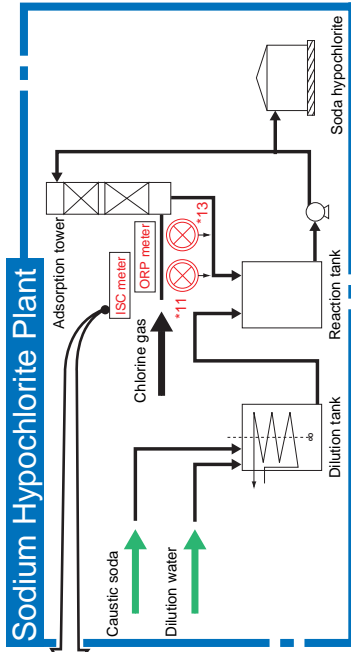 Sodium Hypochlorite Plant
Adsorption tower
ISC meter
ORP meter
*13
*11
Chlorine gas
Soda hypochlorite
Caustic soda
Dilution water
Dilution tank
Reaction tank